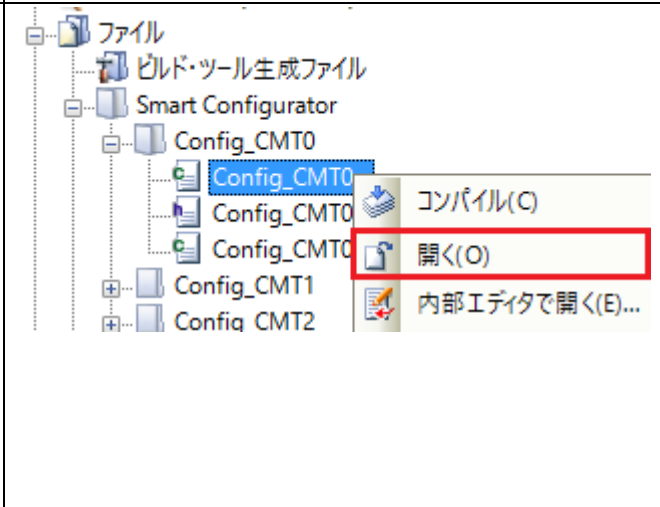 ファイル
ビルド・ツール生成ファイル
Smart Configurator
Config_CMT0
Config_CMT0
コンパイル(C)
Config_CMT0
Config_CMT0
開く(O)
Config_CMT1
内部エディタで開く(E)...
Config_CMT2